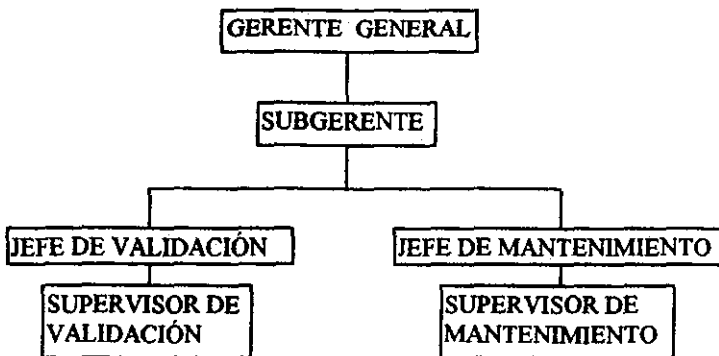 GERENTE GENERAL
SUBGERENTE
JEFE DE VALIDACIÓN
JEFE DE MANTENIMIENTO
SUPERVISOR DE
VALIDACIÓN
SUPERVISOR DE
MANTENIMIENTO